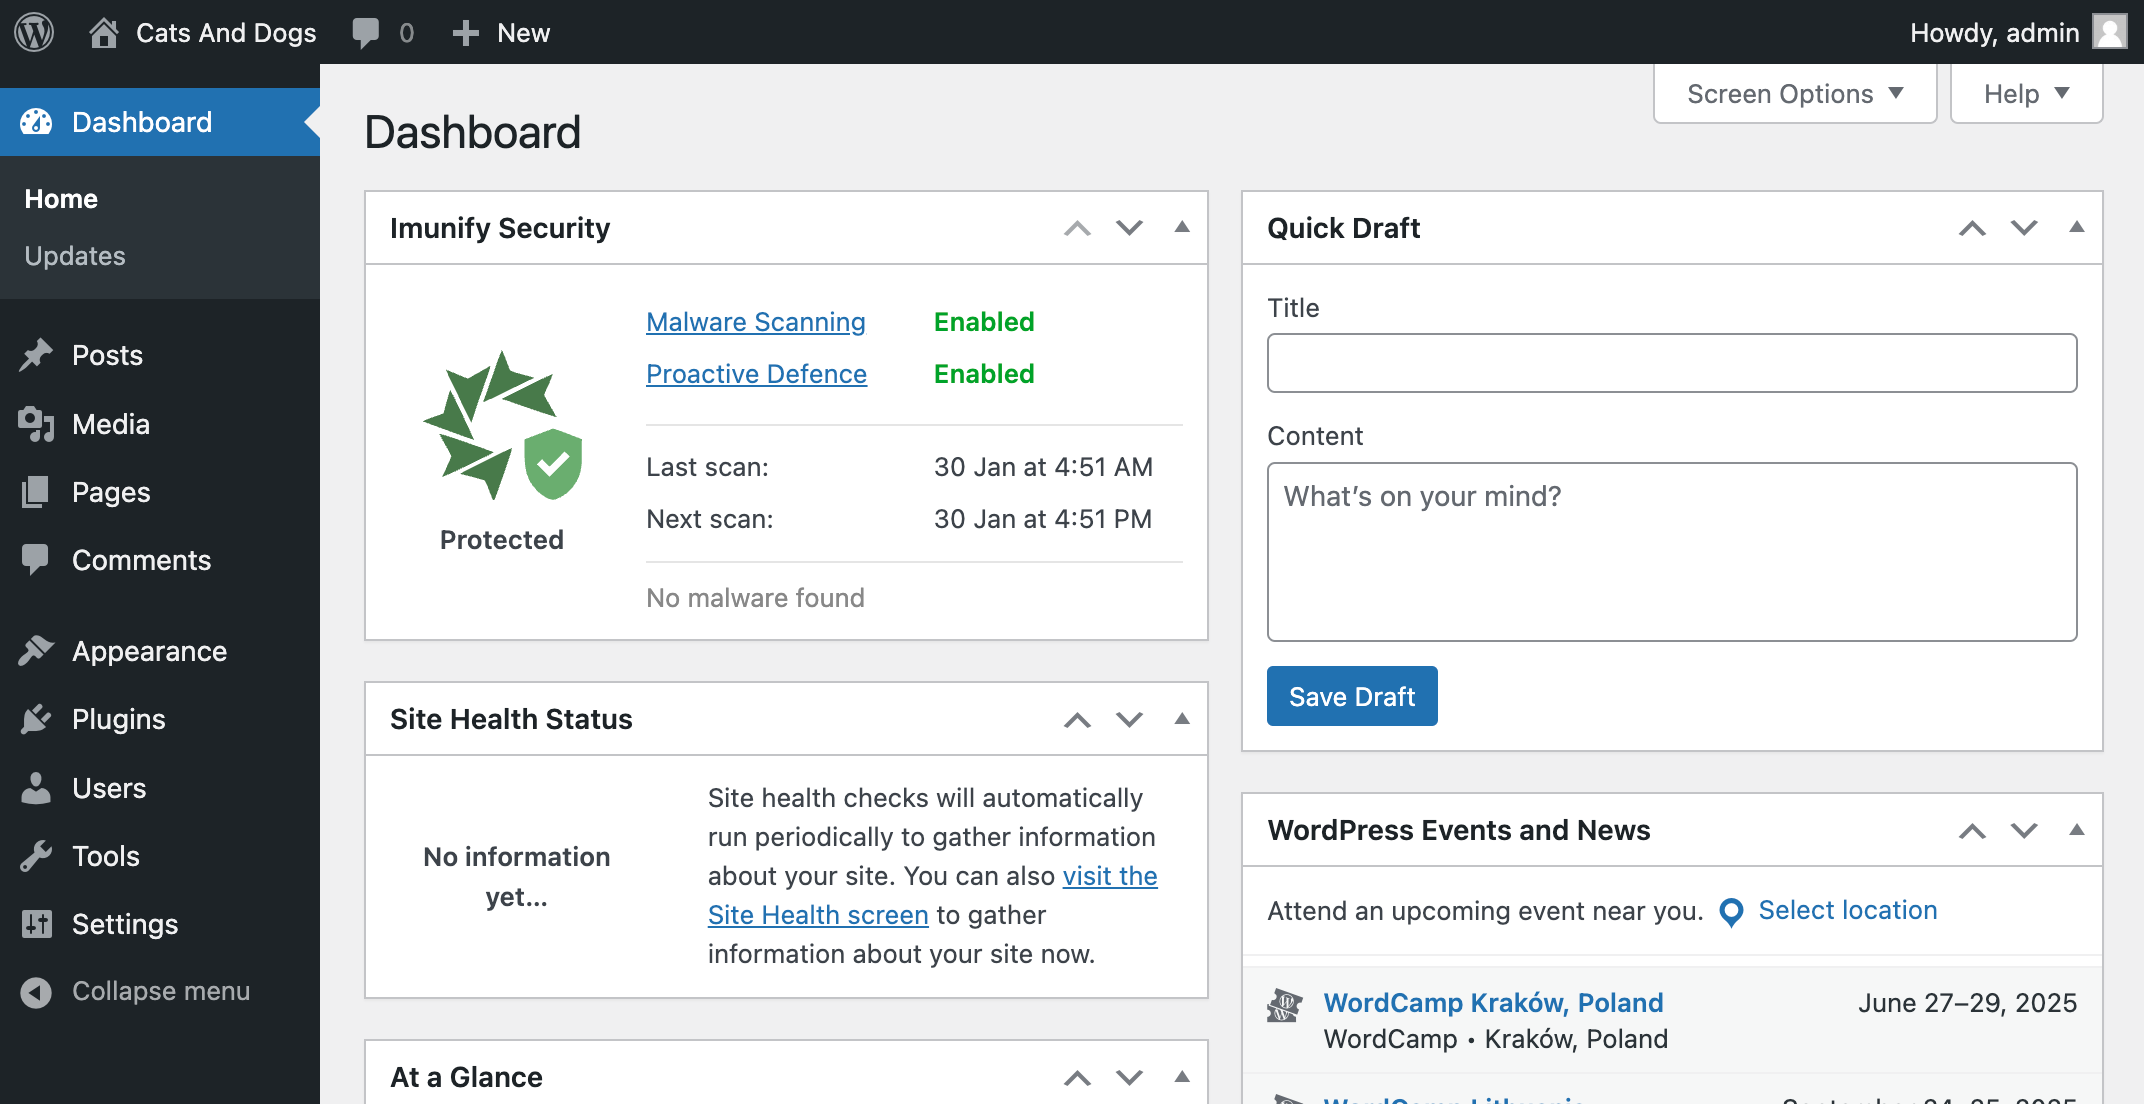 Cats And Dogs
0
New
Howdy, admin
Screen Options
Help
Dashboard
Home
Updates
Posts
Media
Pages
Comments
Appearance
Plugins
Users
Tools
Settings
Collapse menu
Dashboard
Imunify Security
Protected
Malware Scanning Enabled
Proactive Defence Enabled
Last scan: 30 Jan at 4:51 AM
Next scan: 30 Jan at 4:51 PM
No malware found
Site Health Status
No information
yet...
Site health checks will automatically
run periodically to gather information
about your site. You can also visit the
Site Health screen to gather
information about your site now.
At a Glance
Quick Draft
Title
Content
What's on your mind?
Save Draft
WordPress Events and News
Attend an upcoming event near you. Select location
WordCamp Kraków, Poland June 27–29, 2025
WordCamp • Kraków, Poland